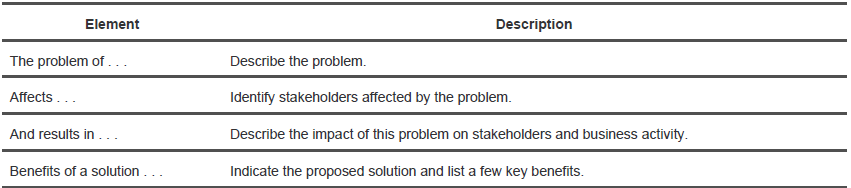 Element Description
The problem of . . . Describe the problem.
Affects . . . Identify stakeholders affected by the problem.
And results in . . . Describe the impact of this problem on stakeholders and business activity.
Benefits of a solution . . . Indicate the proposed solution and list a few key benefits.